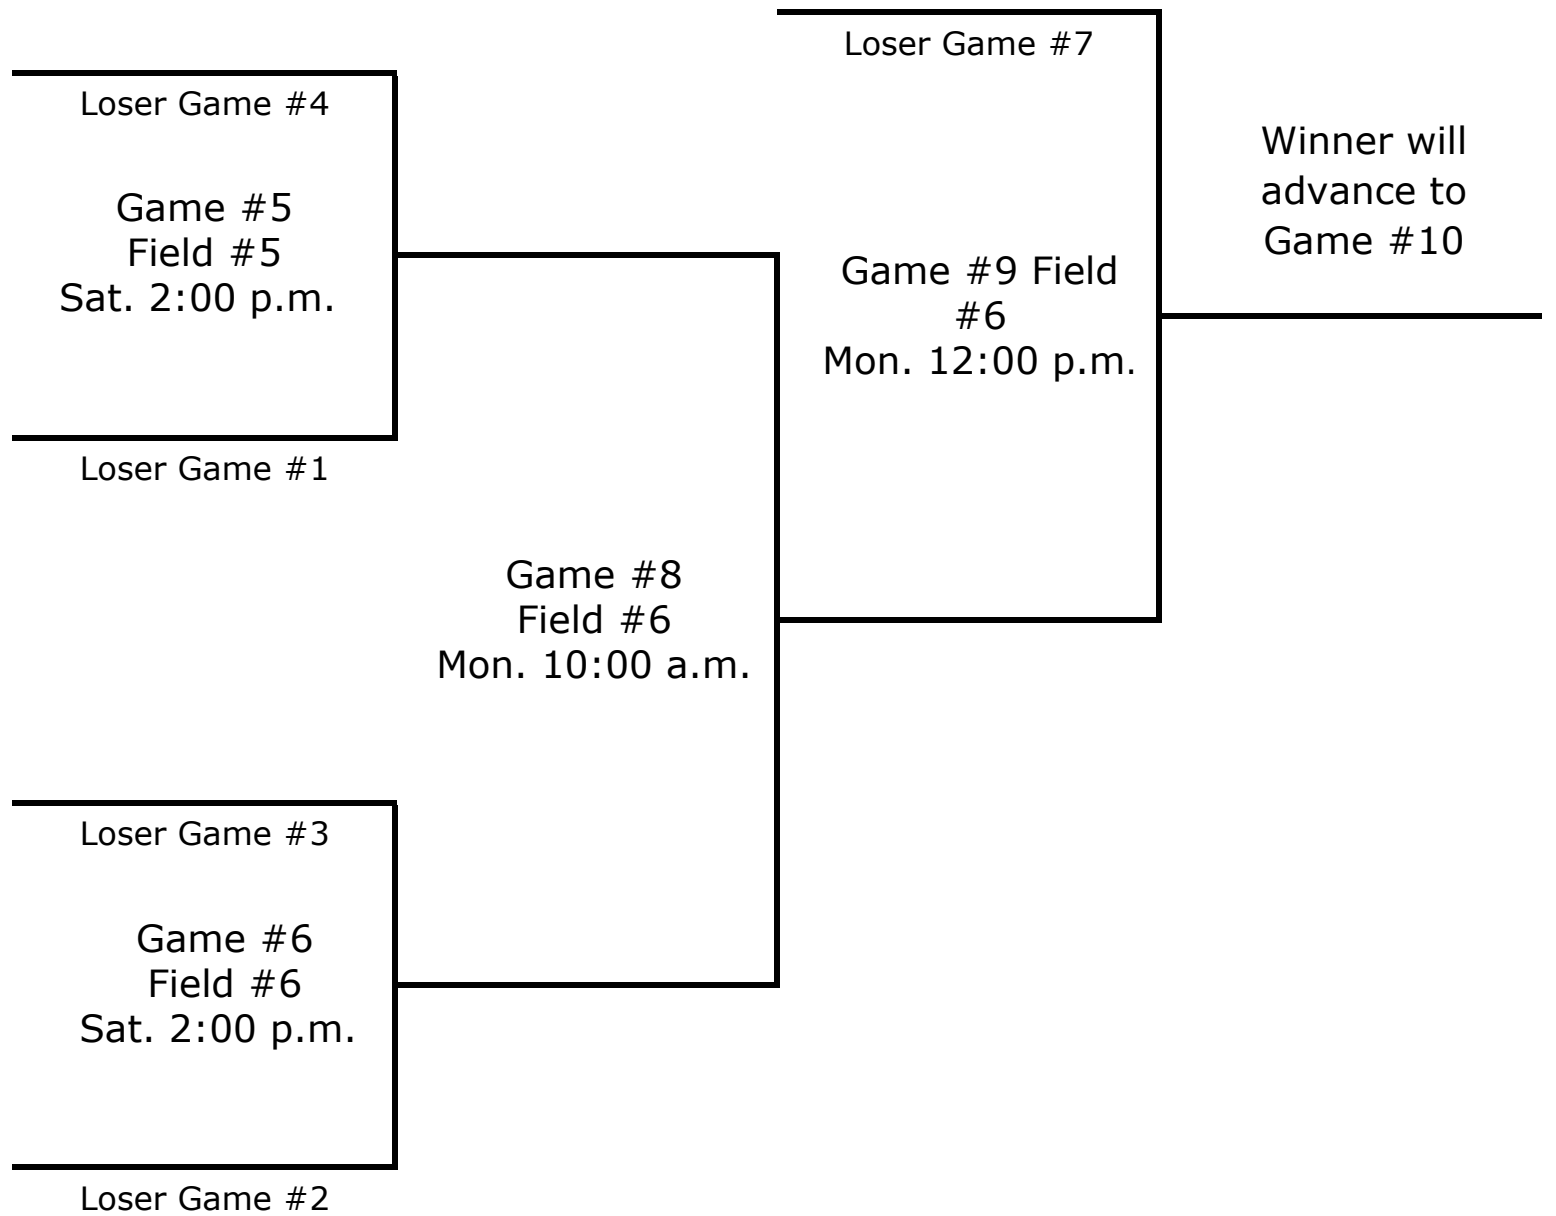 Loser Game #7
Loser Game #4
Winner will
advance to
Game #10
Game #5
Field #5
Sat. 2:00 p.m.
Game #9 Field
#6
Mon. 12:00 p.m.
Loser Game #1
Game #8
Field #6
Mon. 10:00 a.m.
Loser Game #3
Game #6
Field #6
Sat. 2:00 p.m.
Loser Game #2